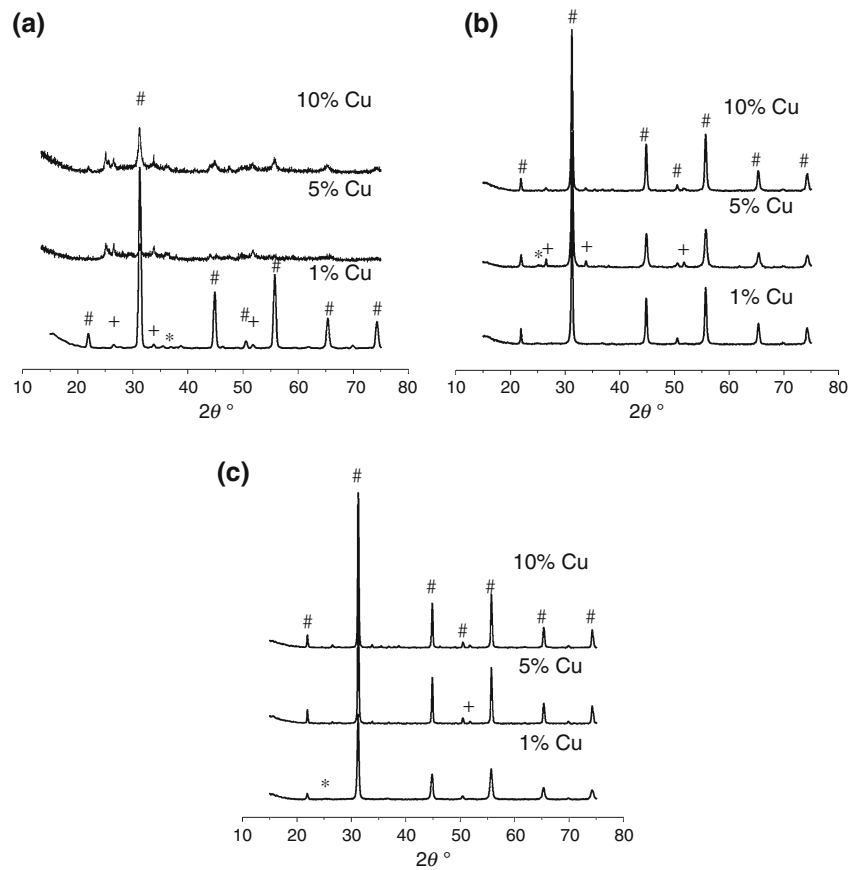 (a)
#
10% Cu
5% Cu
1% Cu
# + + * # # + # # #
10 20 30 40 50 60 70 80
2θ °
(b)
#
10% Cu
# # # # # #
5% Cu
* + + +
1% Cu
10 20 30 40 50 60 70 80
2θ °
(c)
#
10% Cu
# # # # # #
5% Cu
+
1% Cu
*
10 20 30 40 50 60 70 80
2θ °